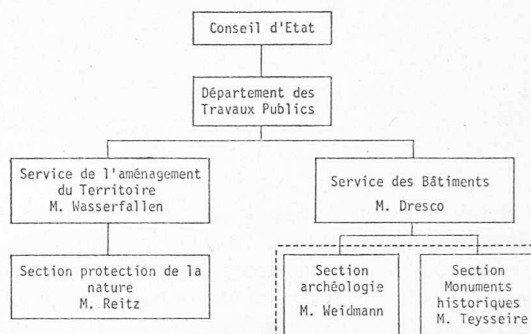 Conseil d'Etat
Département des
Travaux Publics
Service de l'aménagement
du Territoire
M. Wasserfallen
Service des Bâtiments
M. Dresco
Section protection de la
nature
M. Reitz
Section
archéologie
M. Weidmann
Section
Monuments
historiques
M. Teysseire